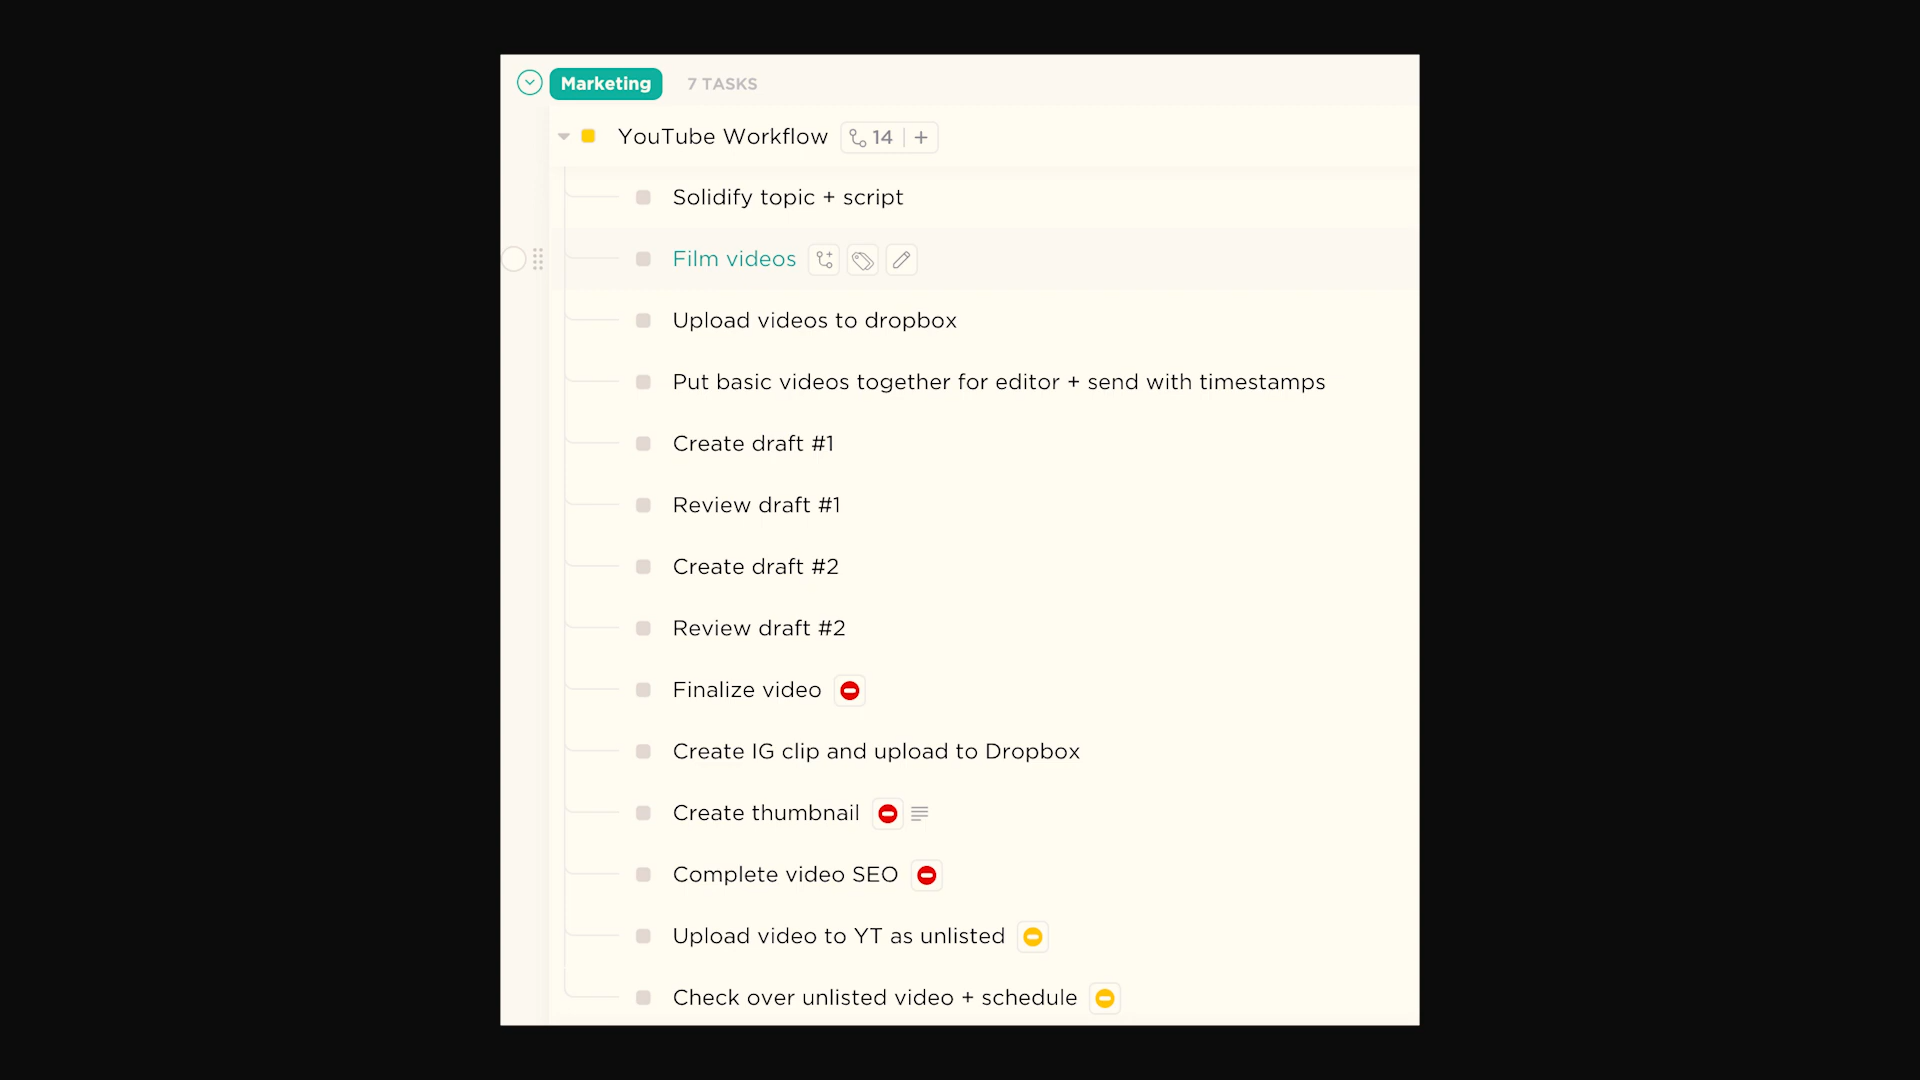 Marketing 7 TASKS
YouTube Workflow 14 +
Solidify topic + script
Film videos
Upload videos to dropbox
Put basic videos together for editor + send with timestamps
Create draft #1
Review draft #1
Create draft #2
Review draft #2
Finalize video
Create IG clip and upload to Dropbox
Create thumbnail
Complete video SEO
Upload video to YT as unlisted
Check over unlisted video + schedule